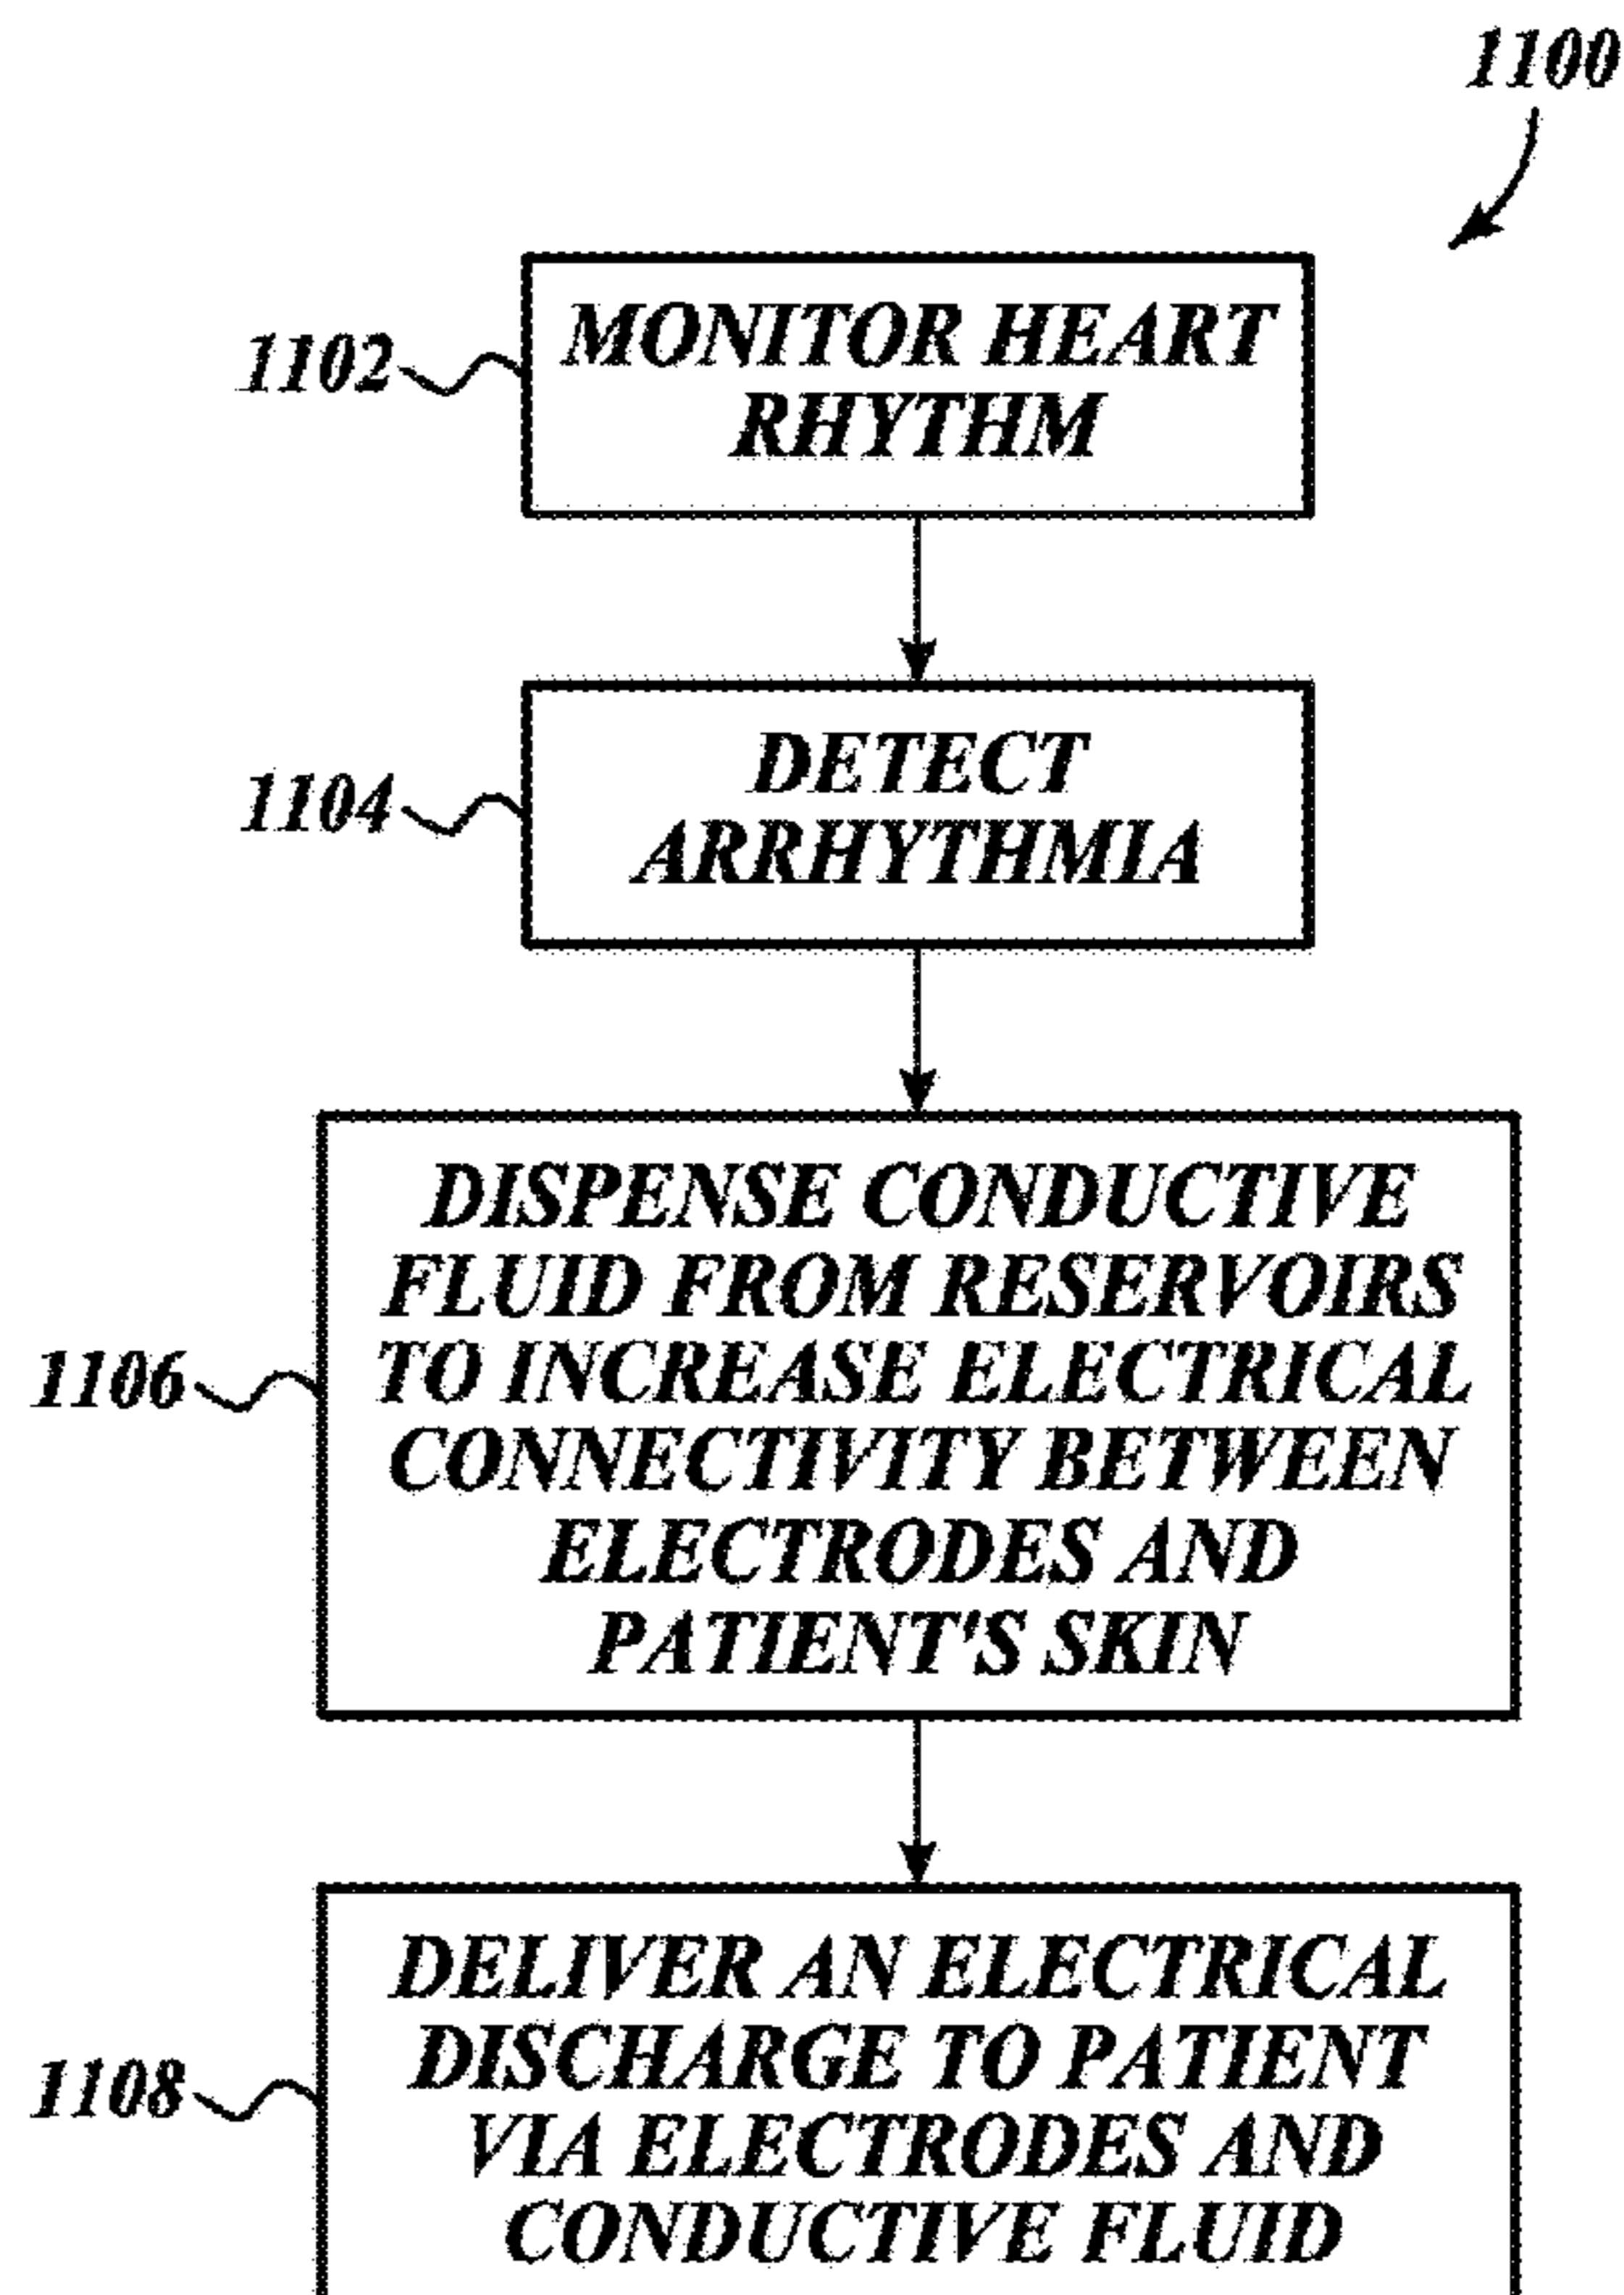 1100
1102
MONITOR HEART
RHYTHM
1104
DETECT
ARRHYTHMIA
DISPENSE CONDUCTIVE
FLUID FROM RESERVOIRS
1106
TO INCREASE ELECTRICAL
CONNECTIVITY BETWEEN
ELECTRODES AND
PATIENT'S SKIN
DELIVER AN ELECTRICAL
DISCHARGE TO PATIENT
1108
VIA ELECTRODES AND
CONDUCTIVE FLUID